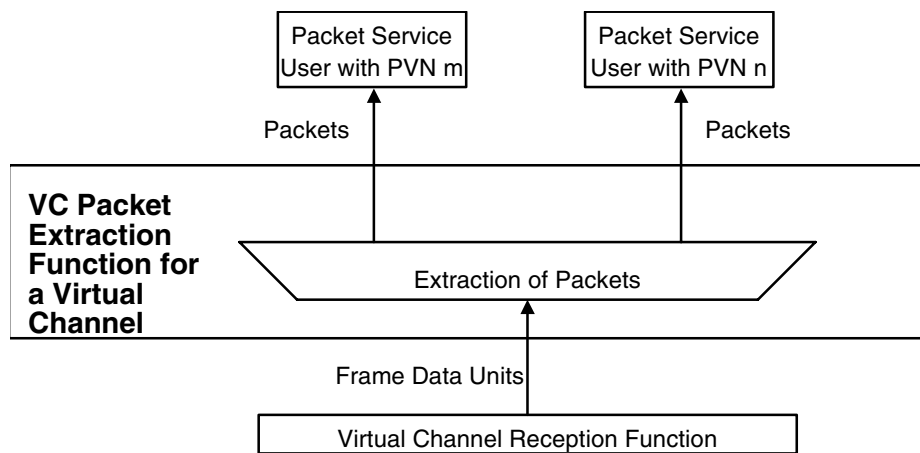 Packet Service
User with PVN m
Packet Service
User with PVN n
Packets
Packets
VC Packet
Extraction
Function for
a Virtual
Channel
Extraction of Packets
Frame Data Units
Virtual Channel Reception Function